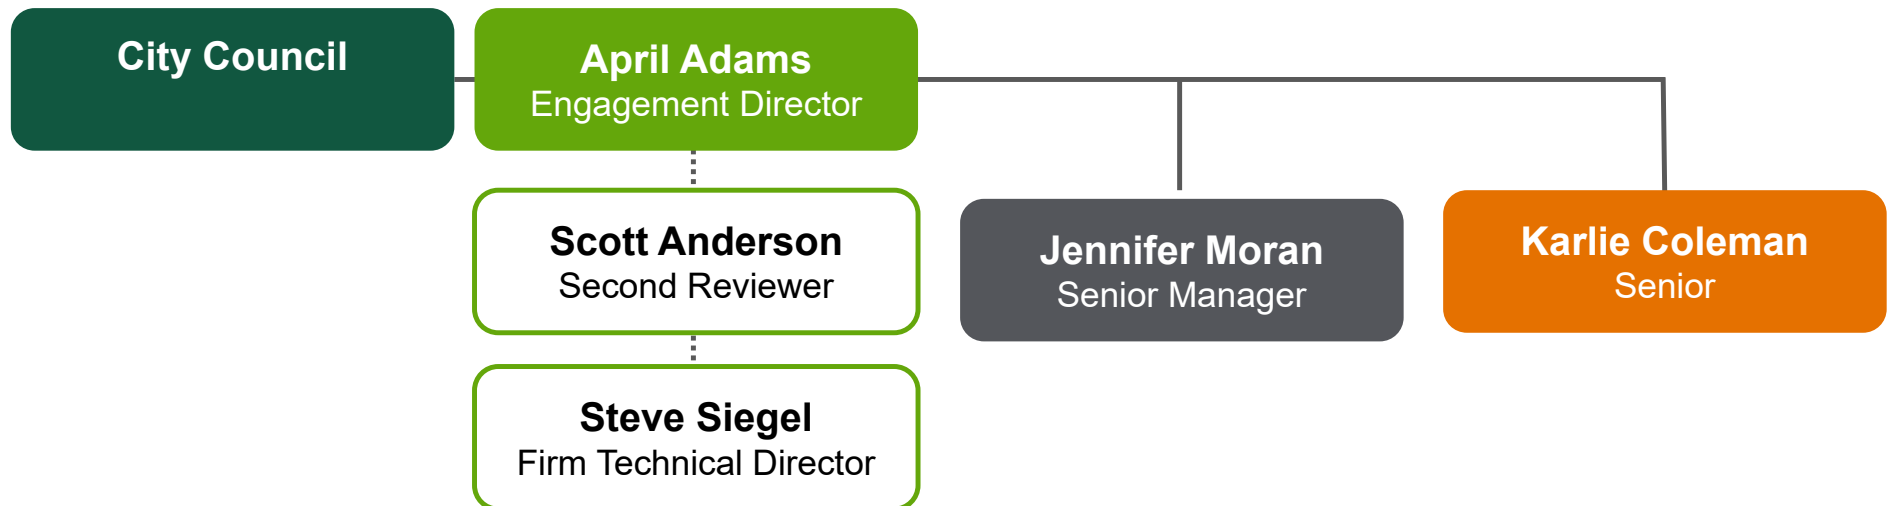 City Council
April Adams
Engagement Director
Scott Anderson
Second Reviewer
Jennifer Moran
Senior Manager
Karlie Coleman
Senior
Steve Siegel
Firm Technical Director